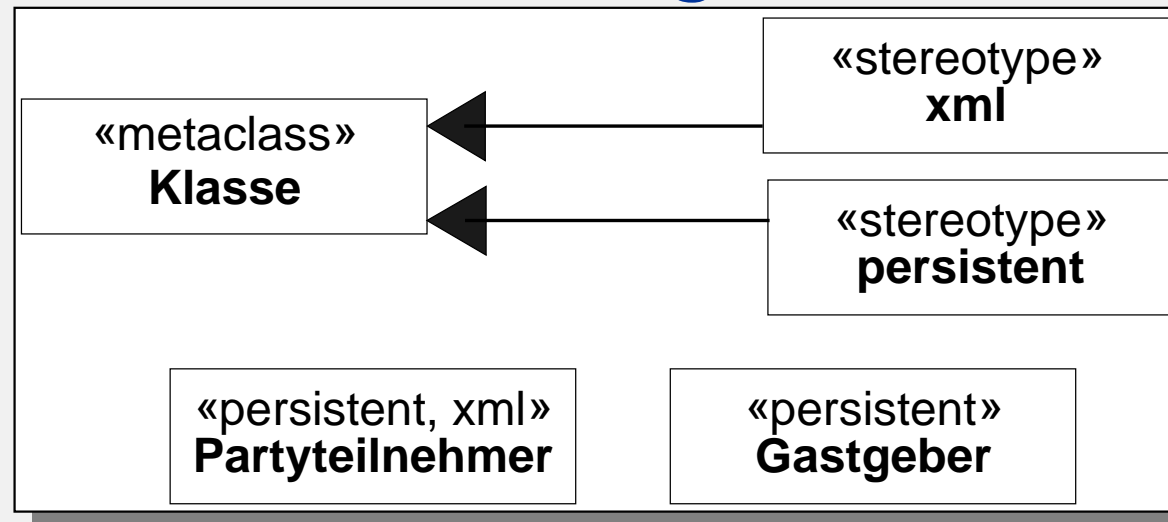 «stereotype»
xml
«metaclass»
Klasse
«stereotype»
persistent
«persistent, xml»
Partyteilnehmer
«persistent»
Gastgeber